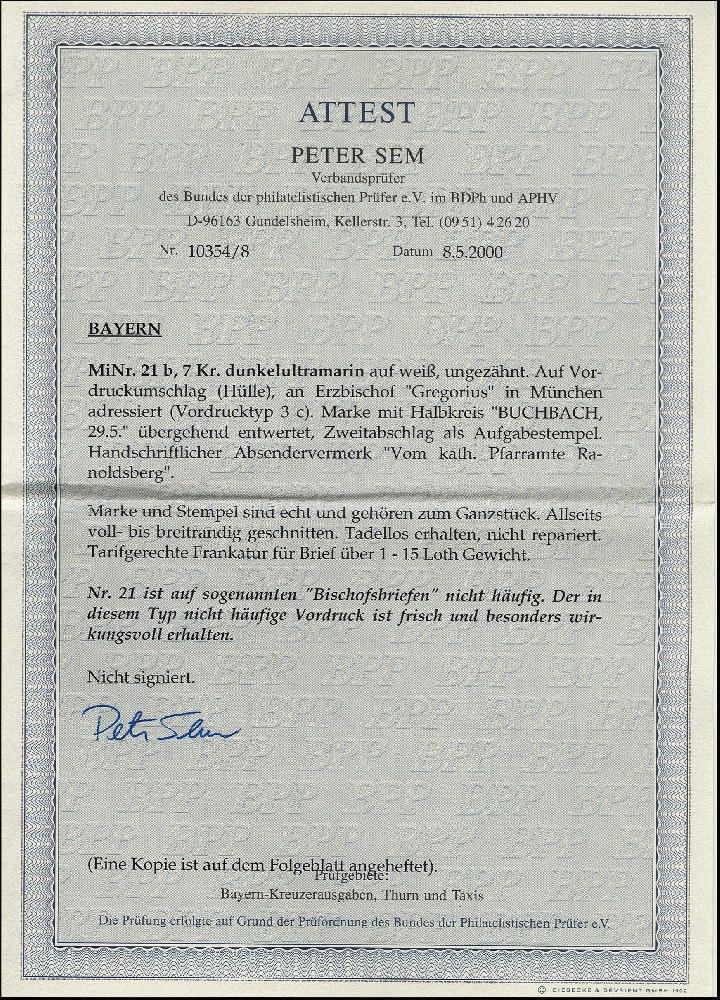 ATTEST
PETER SEM
Verbandsprüfer
des Bundes der philatelistischen Prüfer e.V. im BDPh und APHV
D-96163 Gundelsheim, Kellerstr. 3, Tel. (0951) 42620
Nr. 10354/8 Datum 8.5.2000
BAYERN
MiNr. 21 b, 7 Kr. dunkelultramarin auf weiß, ungezähnt. Auf Vor-
druckumschlag (Hülle), an Erzbischof "Gregorius" in München
adressiert (Vordrucktyp 3 c). Marke mit Halbkreis "BUCHBACH,
29.5." übergehend entwertet, Zweitabschlag als Aufgabestempel.
Handschriftlicher Absendervermerk "Vom kath. Pfarramte Ra-
noldsberg".
Marke und Stempel sind echt und gehören zum Ganzstück. Allseits
voll- bis breitrandig geschnitten. Tadellos erhalten, nicht repariert.
Tarifgerechte Frankatur für Brief über 1 - 15 Loth Gewicht.
Nr. 21 ist auf sogenannten "Bischofsbriefen" nicht häufig. Der in
diesem Typ nicht häufige Vordruck ist frisch und besonders wir-
kungsvoll erhalten.
Nicht signiert.
Peter Sem
(Eine Kopie ist auf dem Folgeblatt angeheftet).
Prüfgebiete:
Bayern-Kreuzerausgaben, Thurn und Taxis
Die Prüfung erfolgte auf Grund der Prüfordnung des Bundes der Philatelistischen Prüfer e.V.
© GIESECKE & DEVRIENT GMBH 1992